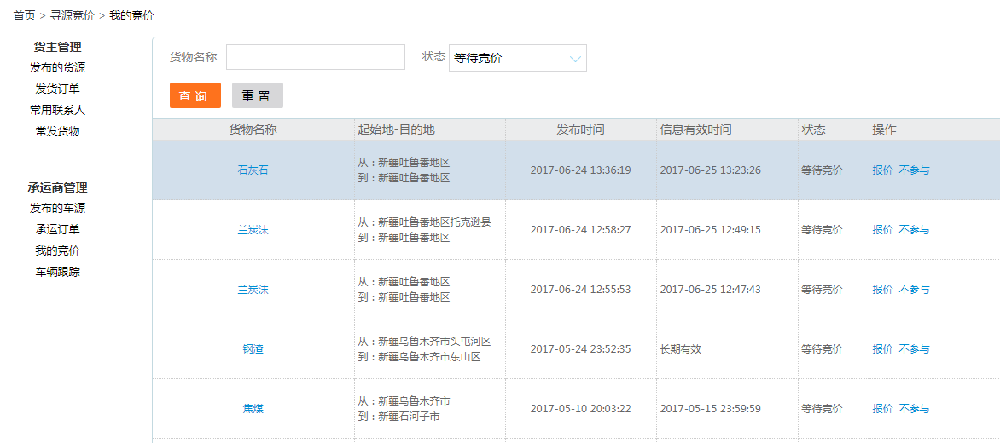 首页 > 寻源竞价 > 我的竞价
货主管理
发布的货源
发货订单
常用联系人
常发货物
承运商管理
发布的车源
承运订单
我的竞价
车辆跟踪
货物名称 状态 等待竞价
查 询 重 置
货物名称 起始地-目的地 发布时间 信息有效时间 状态 操作
石灰石 从：新疆吐鲁番地区 2017-06-24 13:36:19 2017-06-25 13:23:26 等待竞价 报价 不参与
到：新疆吐鲁番地区
兰炭沫 从：新疆吐鲁番地区托克逊县 2017-06-24 12:58:27 2017-06-25 12:49:15 等待竞价 报价 不参与
到：新疆吐鲁番地区
兰炭沫 从：新疆吐鲁番地区 2017-06-24 12:55:53 2017-06-25 12:47:43 等待竞价 报价 不参与
到：新疆吐鲁番地区
钢渣 从：新疆乌鲁木齐市头屯河区 2017-05-24 23:52:35 长期有效 等待竞价 报价 不参与
到：新疆乌鲁木齐市东山区
焦煤 从：新疆乌鲁木齐市 2017-05-10 20:03:22 2017-05-15 23:59:59 等待竞价 报价 不参与
到：新疆石河子市